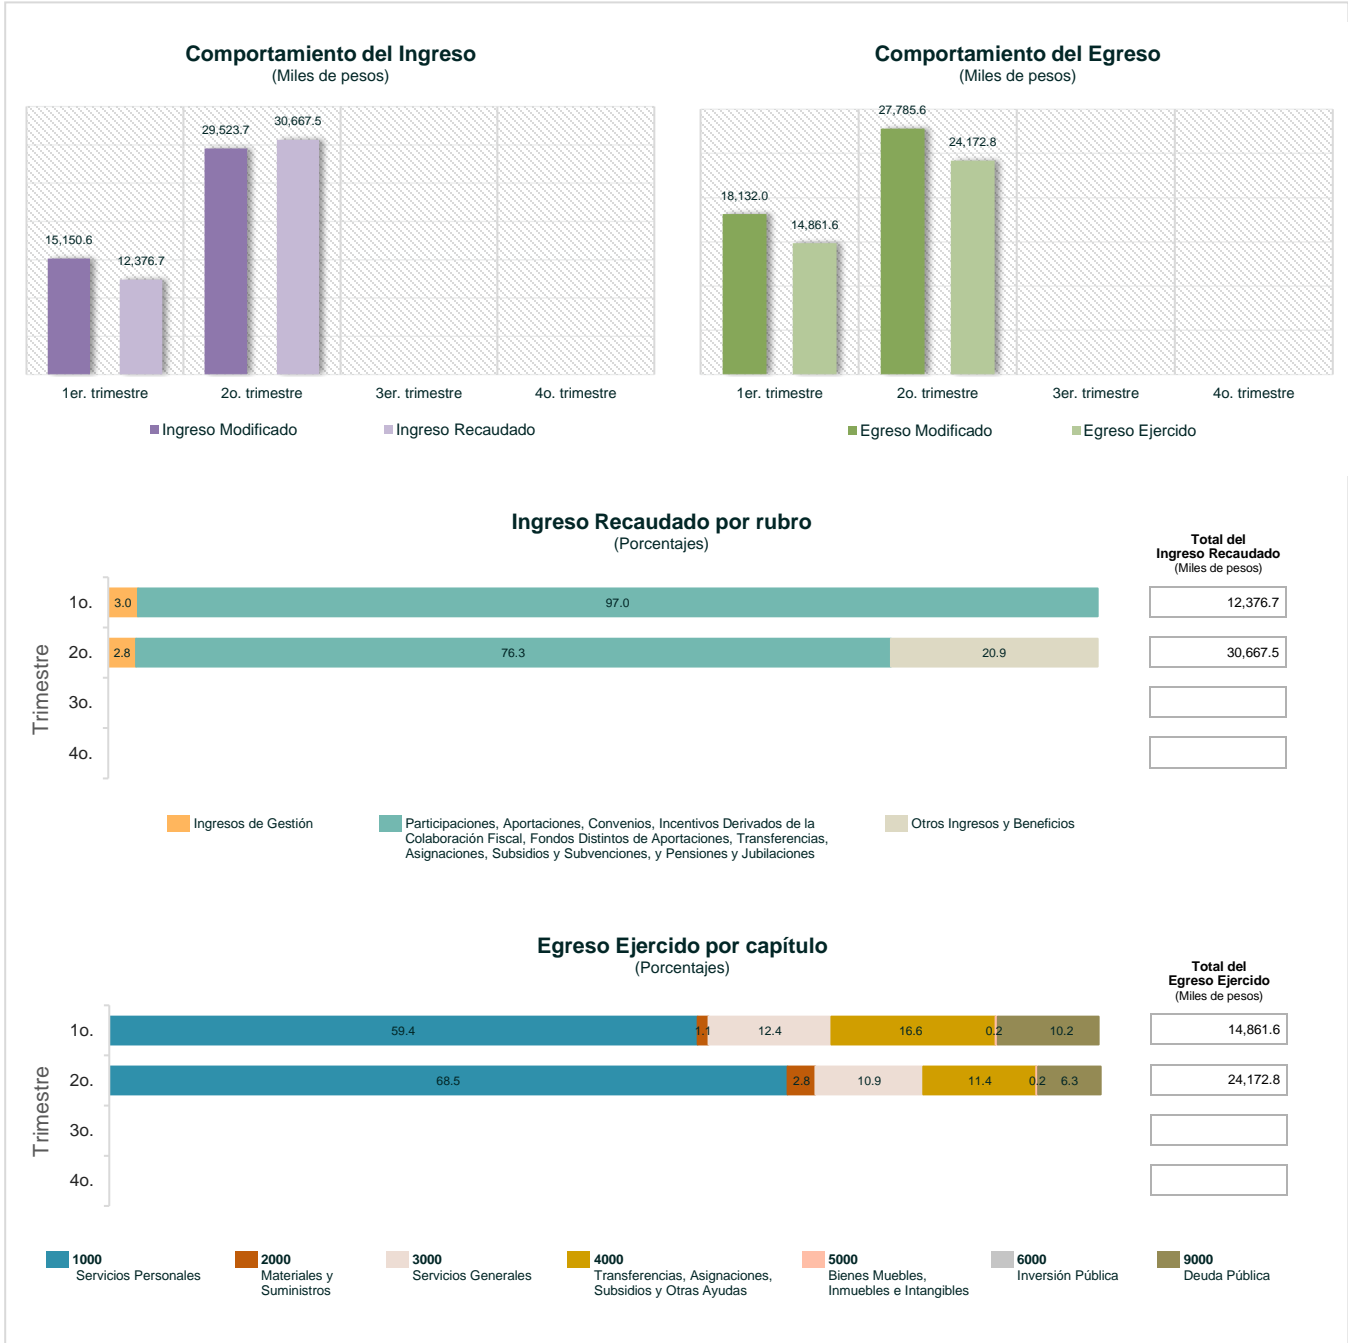 Comportamiento del Ingreso
(Miles de pesos)
15,150.6
12,376.7
29,523.7
30,667.5
1er. trimestre
2o. trimestre
3er. trimestre
4o. trimestre
Ingreso Modificado
Ingreso Recaudado
Comportamiento del Egreso
(Miles de pesos)
18,132.0
14,861.6
27,785.6
24,172.8
1er. trimestre
2o. trimestre
3er. trimestre
4o. trimestre
Egreso Modificado
Egreso Ejercido
Ingreso Recaudado por rubro
(Porcentajes)
Total del
Ingreso Recaudado
(Miles de pesos)
Trimestre
1o.
3.0
97.0
12,376.7
2o.
2.8
76.3
20.9
30,667.5
3o.
4o.
Ingresos de Gestión
Participaciones, Aportaciones, Convenios, Incentivos Derivados de la
Colaboración Fiscal, Fondos Distintos de Aportaciones, Transferencias,
Asignaciones, Subsidios y Subvenciones, y Pensiones y Jubilaciones
Otros Ingresos y Beneficios
Egreso Ejercido por capítulo
(Porcentajes)
Total del
Egreso Ejercido
(Miles de pesos)
Trimestre
1o.
59.4
1.1
12.4
16.6
0.2
10.2
14,861.6
2o.
68.5
2.8
10.9
11.4
0.2
6.3
24,172.8
3o.
4o.
1000
Servicios Personales
2000
Materiales y
Suministros
3000
Servicios Generales
4000
Transferencias, Asignaciones,
Subsidios y Otras Ayudas
5000
Bienes Muebles,
Inmuebles e Intangibles
6000
Inversión Pública
9000
Deuda Pública